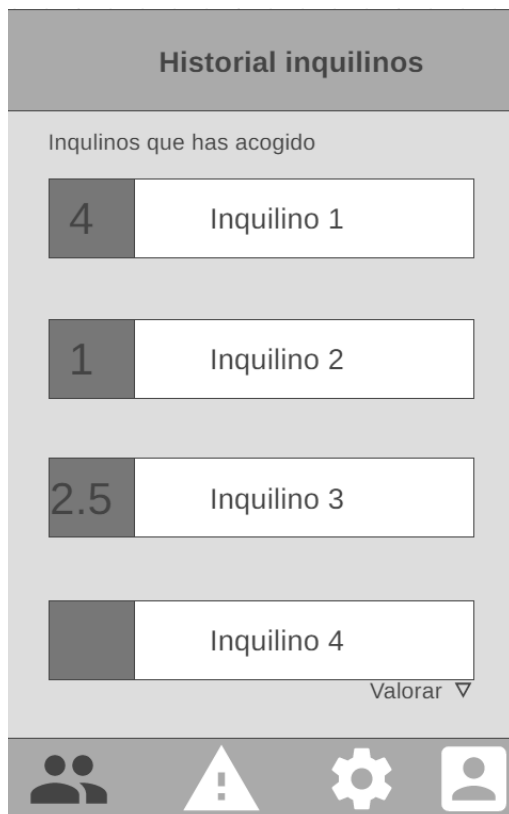 Historial inquilinos
Inqulinos que has acogido
4 Inquilino 1
1 Inquilino 2
2.5 Inquilino 3
Inquilino 4
Valorar